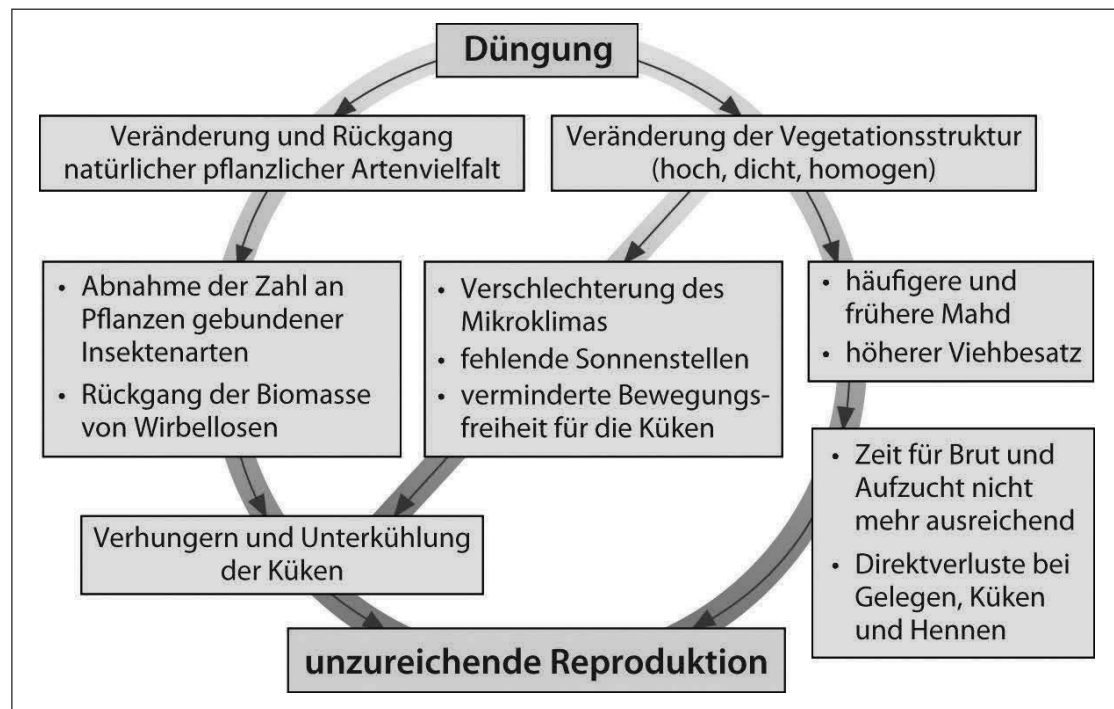 Düngung
Veränderung und Rückgang
natürlicher pflanzlicher Artenvielfalt
Veränderung der Vegetationsstruktur
(hoch, dicht, homogen)
• Abnahme der Zahl an
Pflanzen gebundener
Insektenarten
• Rückgang der Biomasse
von Wirbellosen
• Verschlechterung des
Mikroklimas
• fehlende Sonnenstellen
• verminderte Bewegungs-
freiheit für die Küken
• häufigere und
frühere Mahd
• höherer Viehbesatz
• Zeit für Brut und
Aufzucht nicht
mehr ausreichend
• Direktverluste bei
Gelegen, Küken
und Hennen
Verhungern und Unterkühlung
der Küken
unzureichende Reproduktion